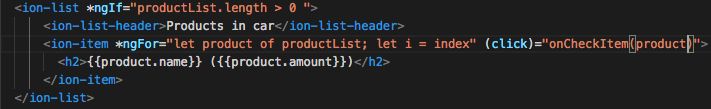 <ion-list *ngIf="productList.length > 0 ">
<ion-list-header>Products in car</ion-list-header>
<ion-item *ngFor="let product of productList; let i = index" (click)="onCheckItem(product)">
<h2>{{product.name}} ({{product.amount}})</h2>
</ion-item>
</ion-list>